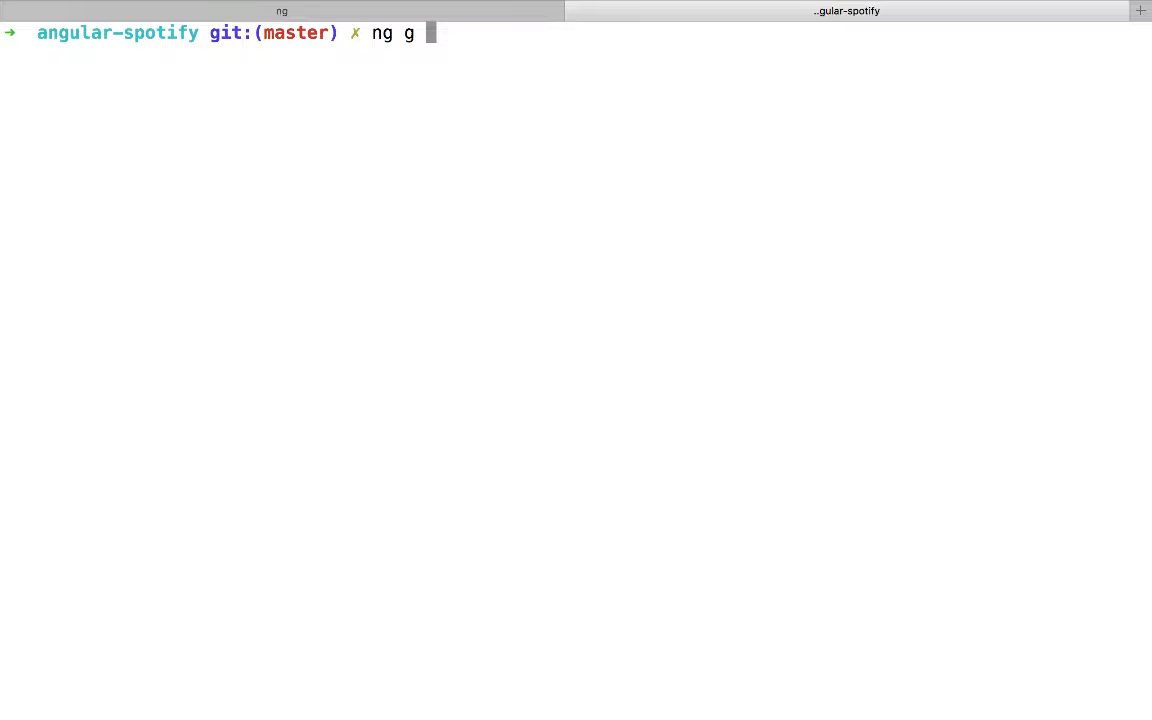 ng
..gular-spotify
+
➜ angular-spotify git:(master) ✗ ng g